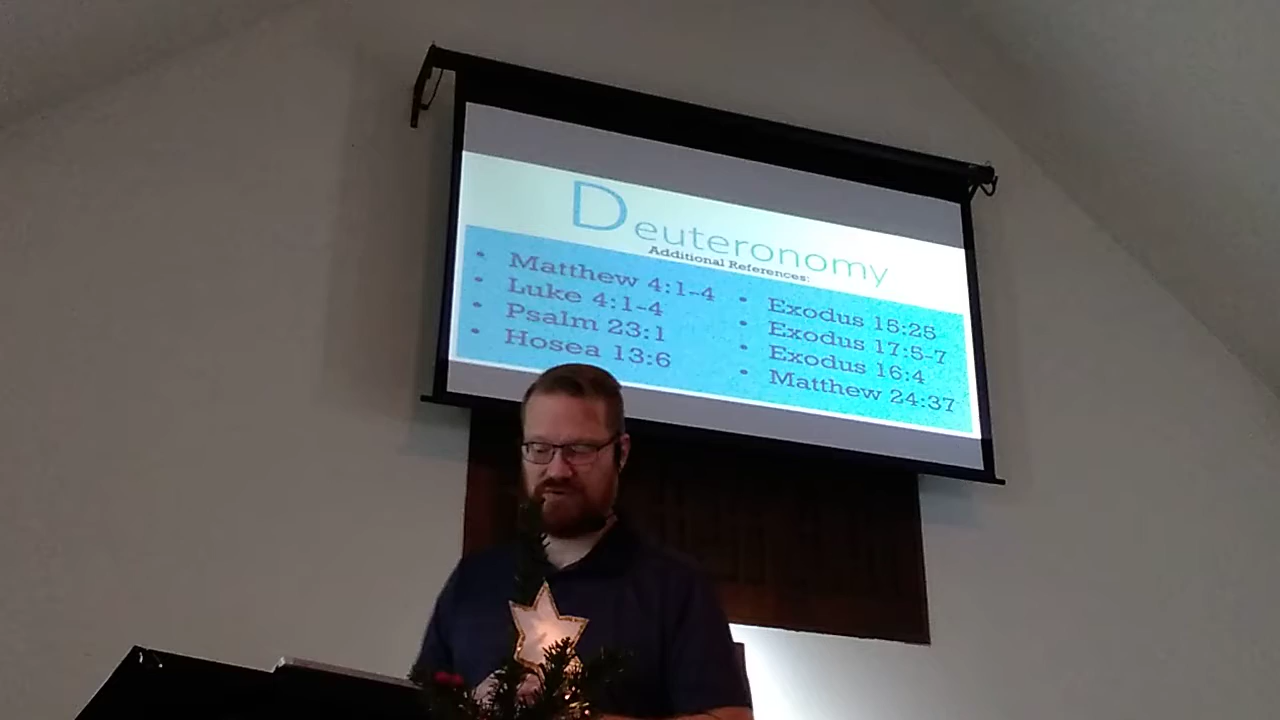 Deuteronomy
Additional References:
• Matthew 4:1-4
• Luke 4:1-4
• Psalm 23:1
• Hosea 13:6
• Exodus 15:25
• Exodus 17:5-7
• Exodus 16:4
• Matthew 24:37